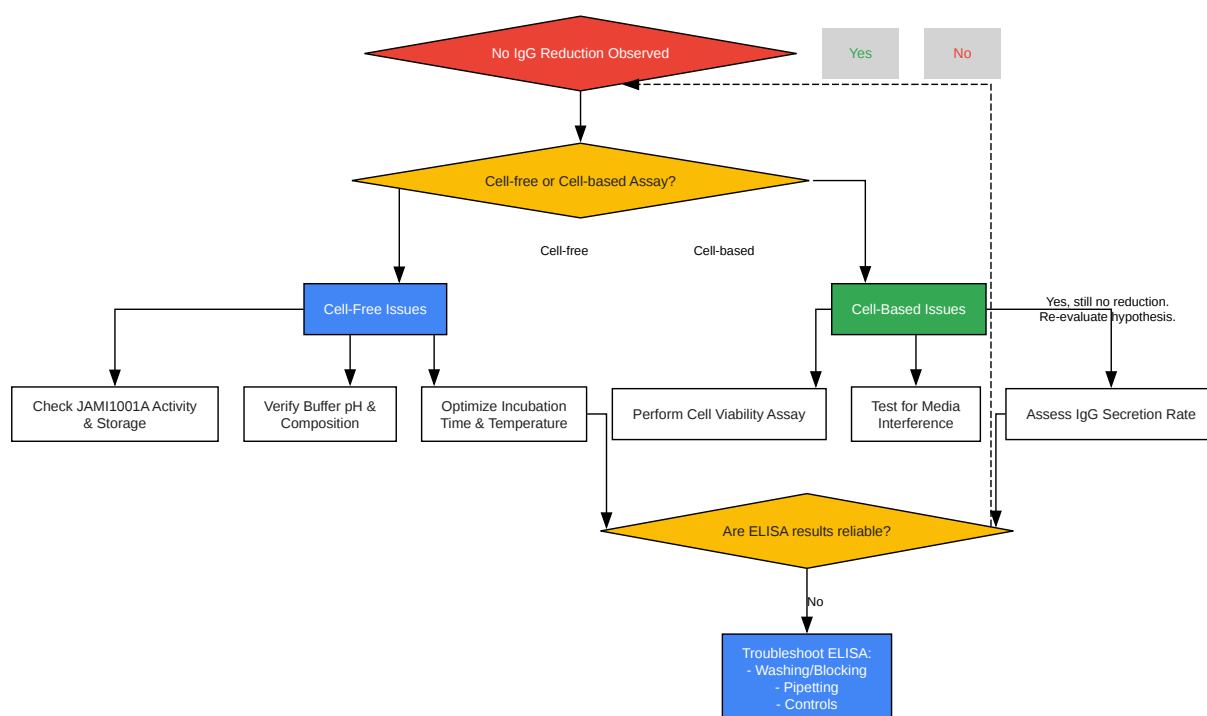 No IgG Reduction Observed
Yes
No
Cell-free or Cell-based Assay?
Cell-free
Cell-based
Cell-Free Issues
Cell-Based Issues
Yes, still no reduction.
Re-evaluate hypothesis.
Check JAMI1001A Activity
& Storage
Verify Buffer pH &
Composition
Optimize Incubation
Time & Temperature
Perform Cell Viability Assay
Test for Media
Interference
Assess IgG Secretion Rate
Are ELISA results reliable?
No
Troubleshoot ELISA:
- Washing/Blocking
- Pipetting
- Controls